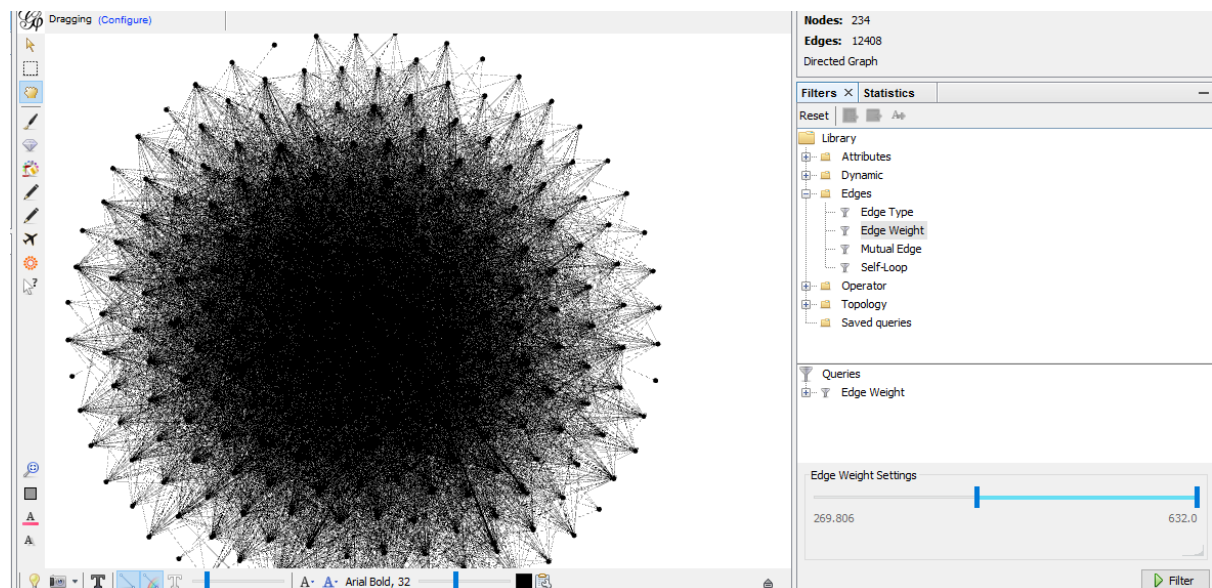 Dragging (Configure)
Nodes: 234
Edges: 12408
Directed Graph
Filters × Statistics
Reset
Library
Attributes
Dynamic
Edges
Edge Type
Edge Weight
Mutual Edge
Self-Loop
Operator
Topology
Saved queries
Queries
Edge Weight
Edge Weight Settings
269.806 632.0
T T A- A- Arial Bold, 32
Filter